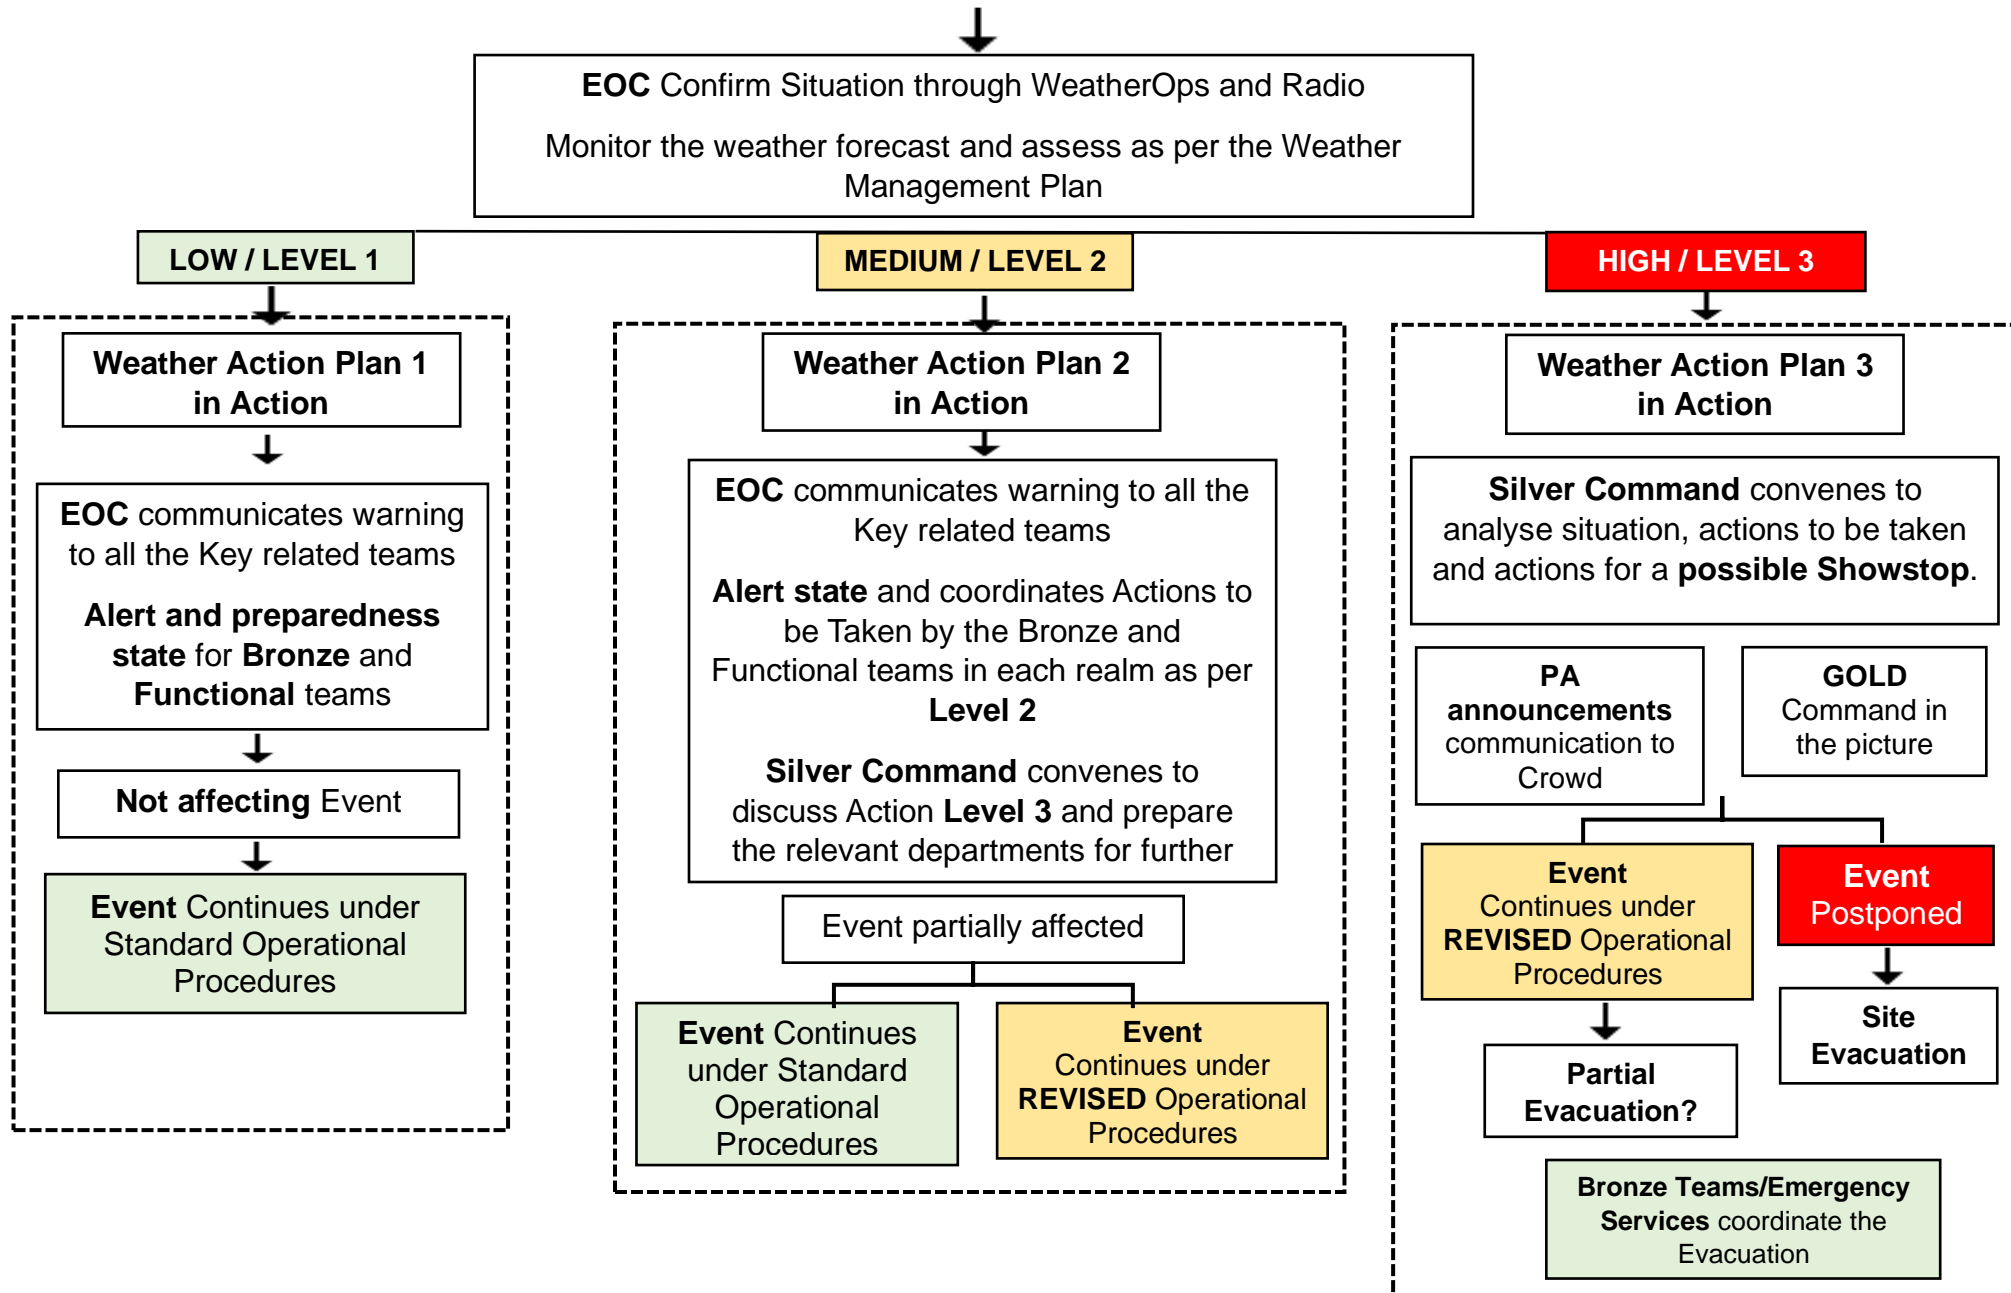 EOC Confirm Situation through WeatherOps and Radio
Monitor the weather forecast and assess as per the Weather
Management Plan
LOW / LEVEL 1
MEDIUM / LEVEL 2
HIGH / LEVEL 3
Weather Action Plan 1
in Action
EOC communicates warning
to all the Key related teams
Alert and preparedness
state for Bronze and
Functional teams
Not affecting Event
Event Continues under
Standard Operational
Procedures
Weather Action Plan 2
in Action
EOC communicates warning to all the
Key related teams
Alert state and coordinates Actions to
be Taken by the Bronze and
Functional teams in each realm as per
Level 2
Silver Command convenes to
discuss Action Level 3 and prepare
the relevant departments for further
Event partially affected
Event Continues
under Standard
Operational
Procedures
Event
Continues under
REVISED Operational
Procedures
Weather Action Plan 3
in Action
Silver Command convenes to
analyse situation, actions to be taken
and actions for a possible Showstop.
PA
announcements
communication to
Crowd
GOLD
Command in
the picture
Event
Continues under
REVISED Operational
Procedures
Event
Postponed
Partial
Evacuation?
Site
Evacuation
Bronze Teams/Emergency
Services coordinate the
Evacuation